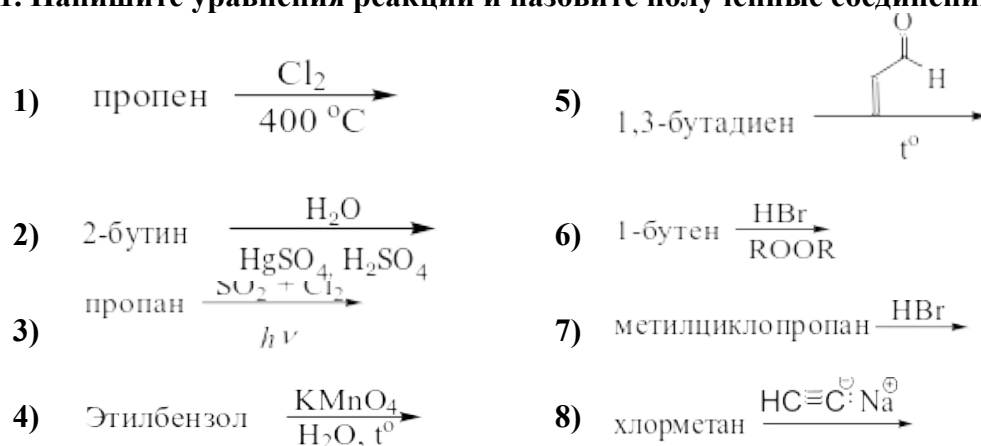 1. Напишите уравнения реакций и назовите полученные соединения
1) пропен Cl₂ 400 °C
2) 2-бутин H₂O HgSO₄, H₂SO₄
3) пропан SO₂ + Cl₂ hν
4) Этилбензол KMnO₄ H₂O, t°
5) 1,3-бутадиен O H t°
6) 1-бутен HBr ROOR
7) метилциклопропан HBr
8) хлорметан HC≡C:⊖ Na⊕